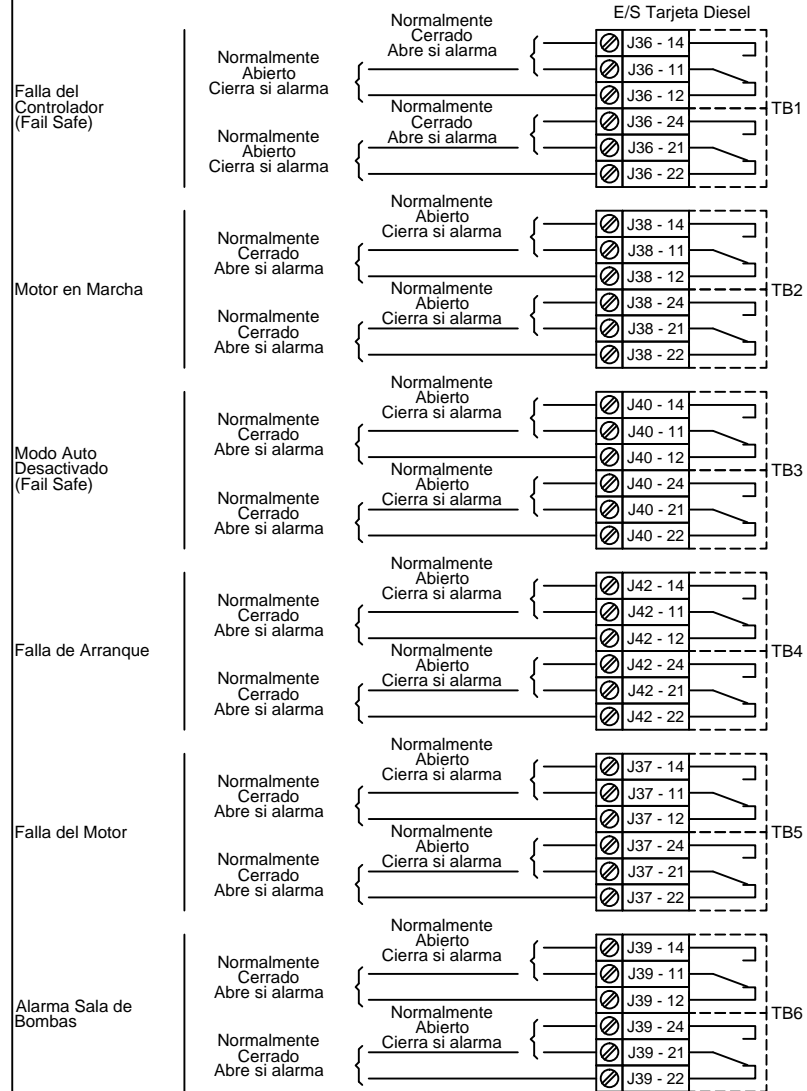 E/S Tarjeta Diesel
Falla del
Controlador
(Fail Safe)
Normalmente
Abierto
Cierra si alarma
Normalmente
Cerrado
Abre si alarma
Normalmente
Abierto
Cierra si alarma
Normalmente
Cerrado
Abre si alarma
J36 - 14
J36 - 11
J36 - 12
J36 - 24
J36 - 21
J36 - 22
TB1
Motor en Marcha
Normalmente
Cerrado
Abre si alarma
Normalmente
Abierto
Cierra si alarma
Normalmente
Cerrado
Abre si alarma
Normalmente
Abierto
Cierra si alarma
J38 - 14
J38 - 11
J38 - 12
J38 - 24
J38 - 21
J38 - 22
TB2
Modo Auto
Desactivado
(Fail Safe)
Normalmente
Cerrado
Abre si alarma
Normalmente
Abierto
Cierra si alarma
Normalmente
Cerrado
Abre si alarma
Normalmente
Abierto
Cierra si alarma
J40 - 14
J40 - 11
J40 - 12
J40 - 24
J40 - 21
J40 - 22
TB3
Falla de Arranque
Normalmente
Cerrado
Abre si alarma
Normalmente
Abierto
Cierra si alarma
Normalmente
Cerrado
Abre si alarma
Normalmente
Abierto
Cierra si alarma
J42 - 14
J42 - 11
J42 - 12
J42 - 24
J42 - 21
J42 - 22
TB4
Falla del Motor
Normalmente
Cerrado
Abre si alarma
Normalmente
Abierto
Cierra si alarma
Normalmente
Cerrado
Abre si alarma
Normalmente
Abierto
Cierra si alarma
J37 - 14
J37 - 11
J37 - 12
J37 - 24
J37 - 21
J37 - 22
TB5
Alarma Sala de
Bombas
Normalmente
Cerrado
Abre si alarma
Normalmente
Abierto
Cierra si alarma
Normalmente
Cerrado
Abre si alarma
Normalmente
Abierto
Cierra si alarma
J39 - 14
J39 - 11
J39 - 12
J39 - 24
J39 - 21
J39 - 22
TB6